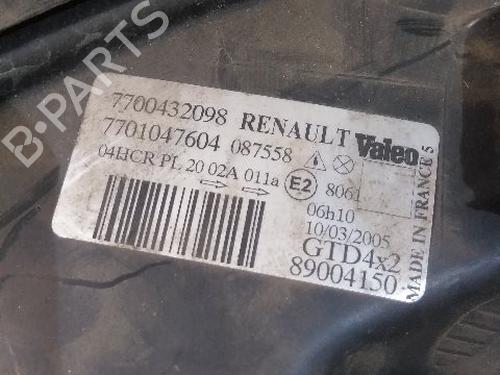 B-PARTS
7700432098 RENAULT Valeo
7701047604 087558
04HCR PL 20 02A 011a E2 8061
06h10
10/03/2005
GTD4x2
89004150
MADE IN FRANCE 5